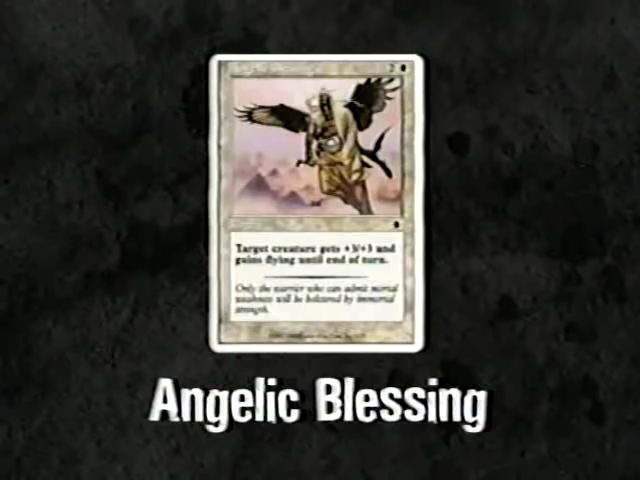 2
Target creature gets +3/+3 and
gains flying until end of turn.
Only the warrior who can admit mortal
weakness will be bolstered by immortal
strength.
Angelic Blessing